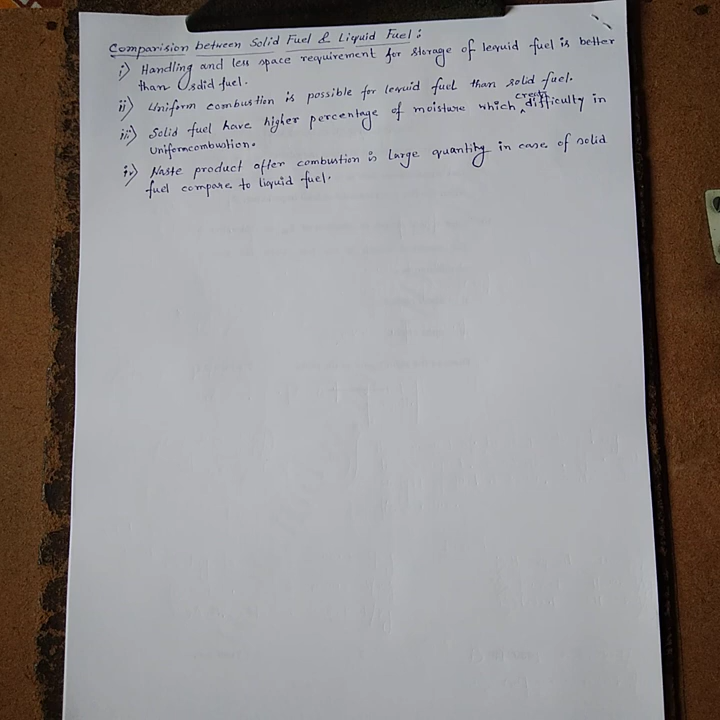 Comparision between Solid Fuel & Liquid Fuel:
i) Handling and less space requirement for storage of lequid fuel is better
than solid fuel.
ii) Uniform combustion is possible for lequid fuel than solid fuel.
iii) Solid fuel have higher percentage of moisture which create difficulty in
Uniformcombustion.
iv) Waste product after combustion is large quantity in case of solid
fuel compare to liquid fuel.